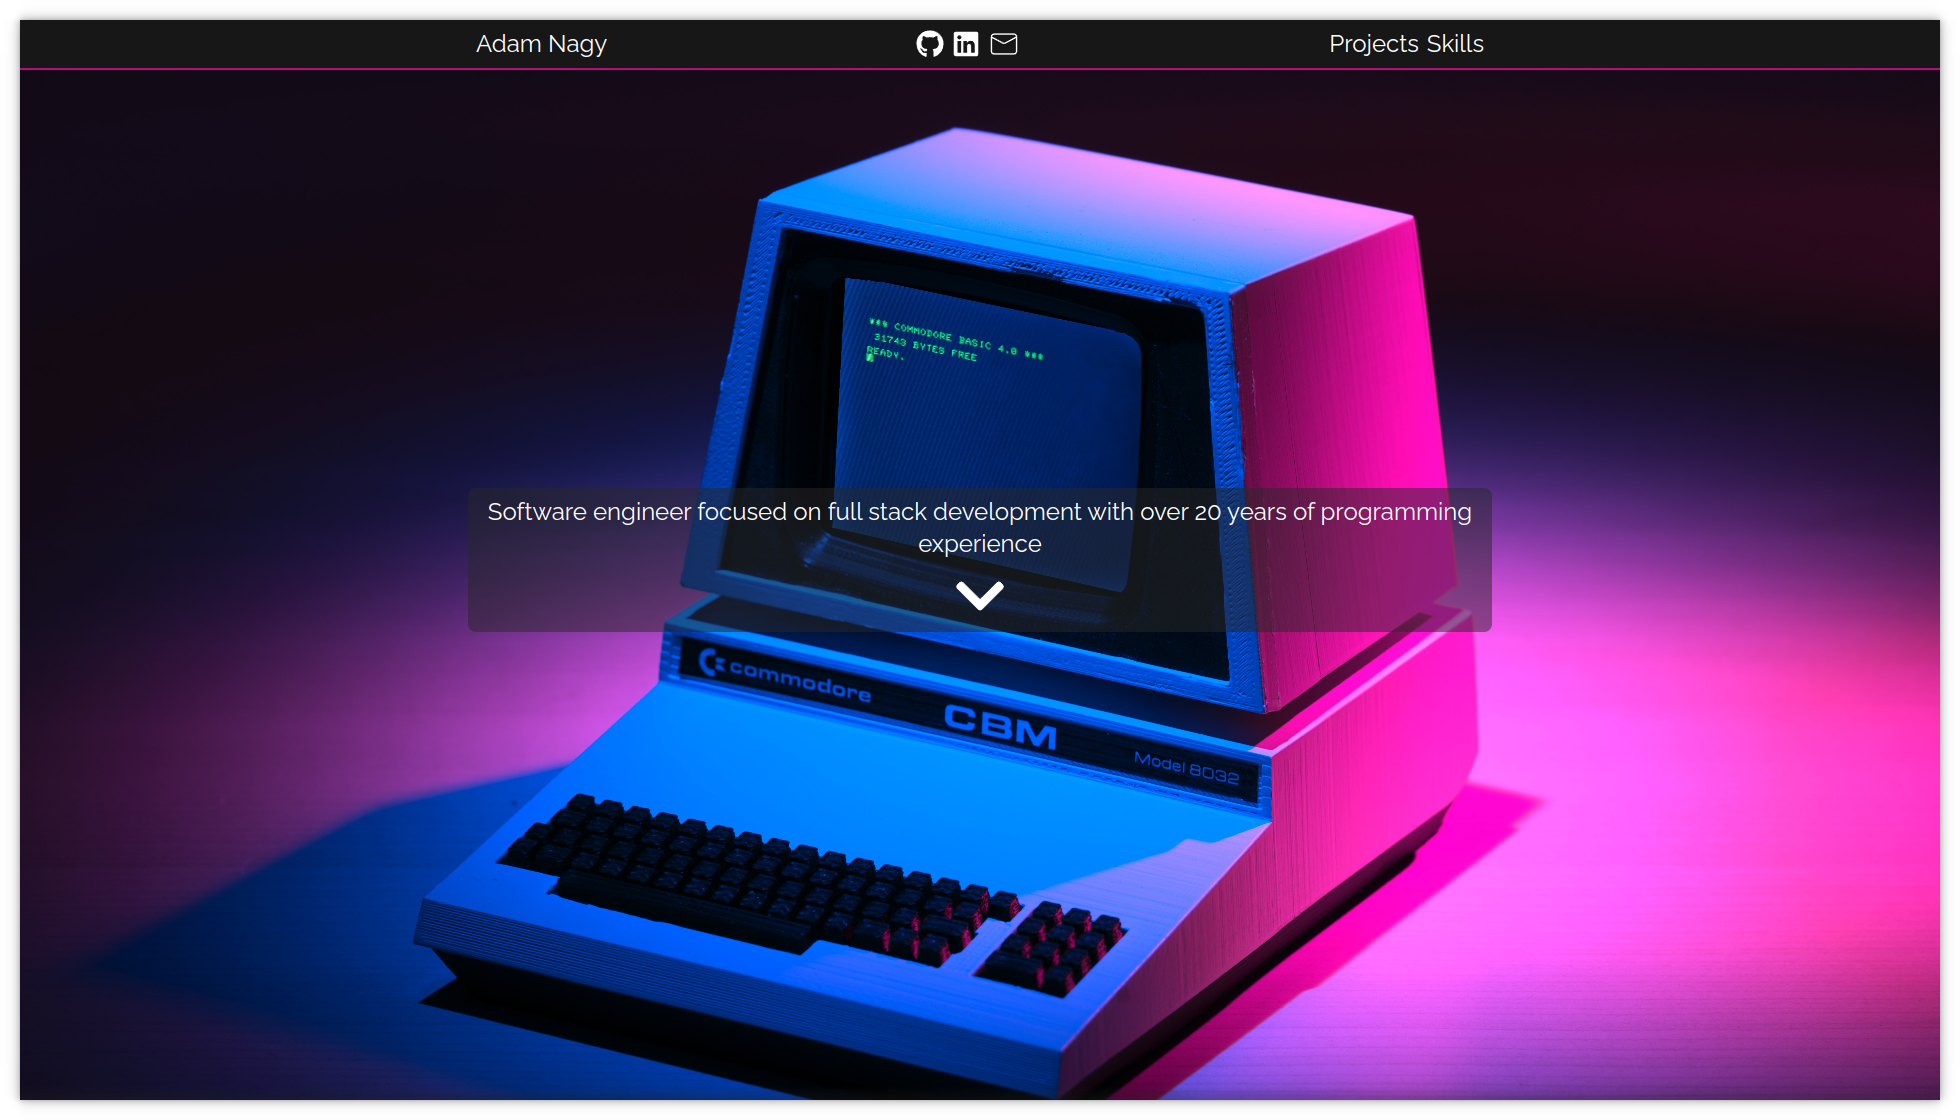 Adam Nagy
in
Projects Skills
*** COMMODORE BASIC 4.0 ***
31743 BYTES FREE
READY.
Software engineer focused on full stack development with over 20 years of programming
experience
commodore
CBM
Model 8032